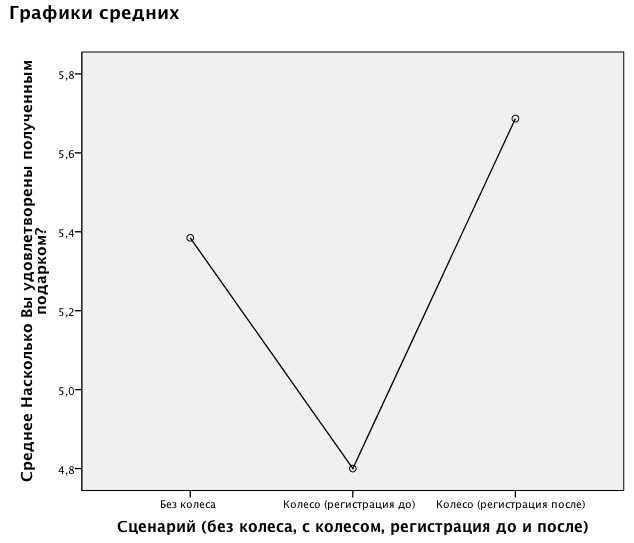 Графики средних
Среднее Насколько Вы удовлетворены полученным
подарком?
5,8
5,6
5,4
5,2
5,0
4,8
Без колеса
Колесо (регистрация до)
Колесо (регистрация после)
Сценарий (без колеса, с колесом, регистрация до и после)